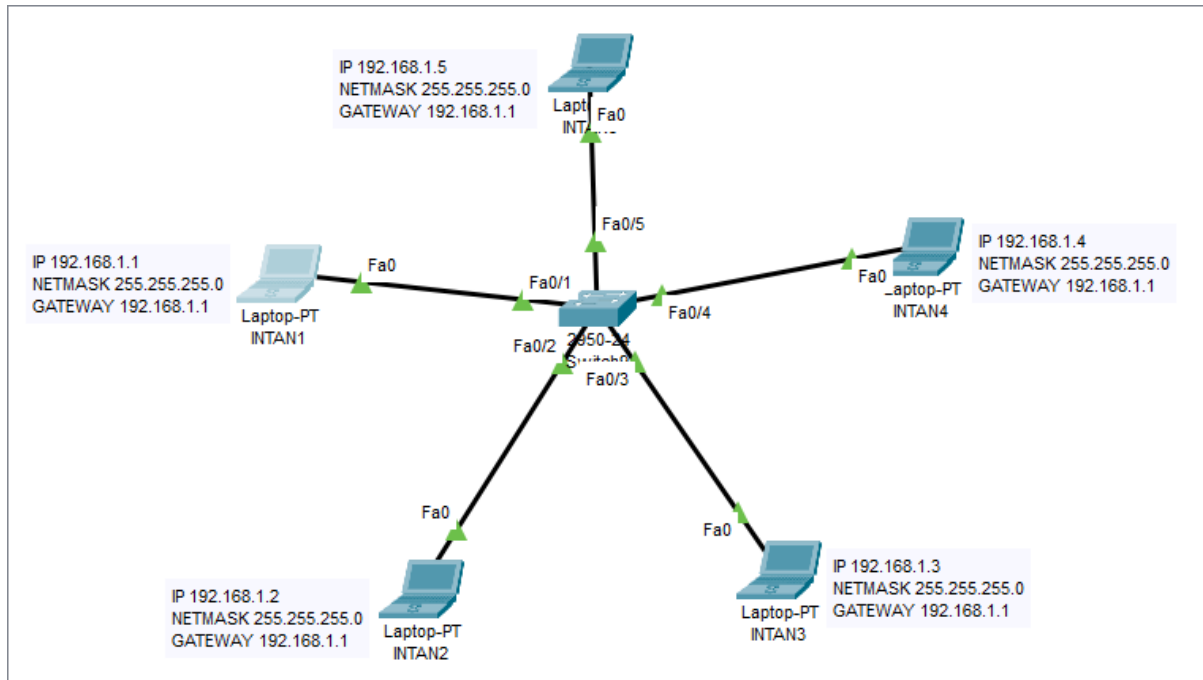 IP 192.168.1.5
NETMASK 255.255.255.0
GATEWAY 192.168.1.1
Fa0
Fa0/5
IP 192.168.1.1
NETMASK 255.255.255.0
GATEWAY 192.168.1.1
Fa0
Laptop-PT
INTAN1
Fa0/1
Fa0/4
Fa0
Laptop-PT
INTAN4
IP 192.168.1.4
NETMASK 255.255.255.0
GATEWAY 192.168.1.1
2950-24
Fa0/2
Fa0/3
Fa0
IP 192.168.1.2
NETMASK 255.255.255.0
GATEWAY 192.168.1.1
Laptop-PT
INTAN2
Fa0
Laptop-PT
INTAN3
IP 192.168.1.3
NETMASK 255.255.255.0
GATEWAY 192.168.1.1